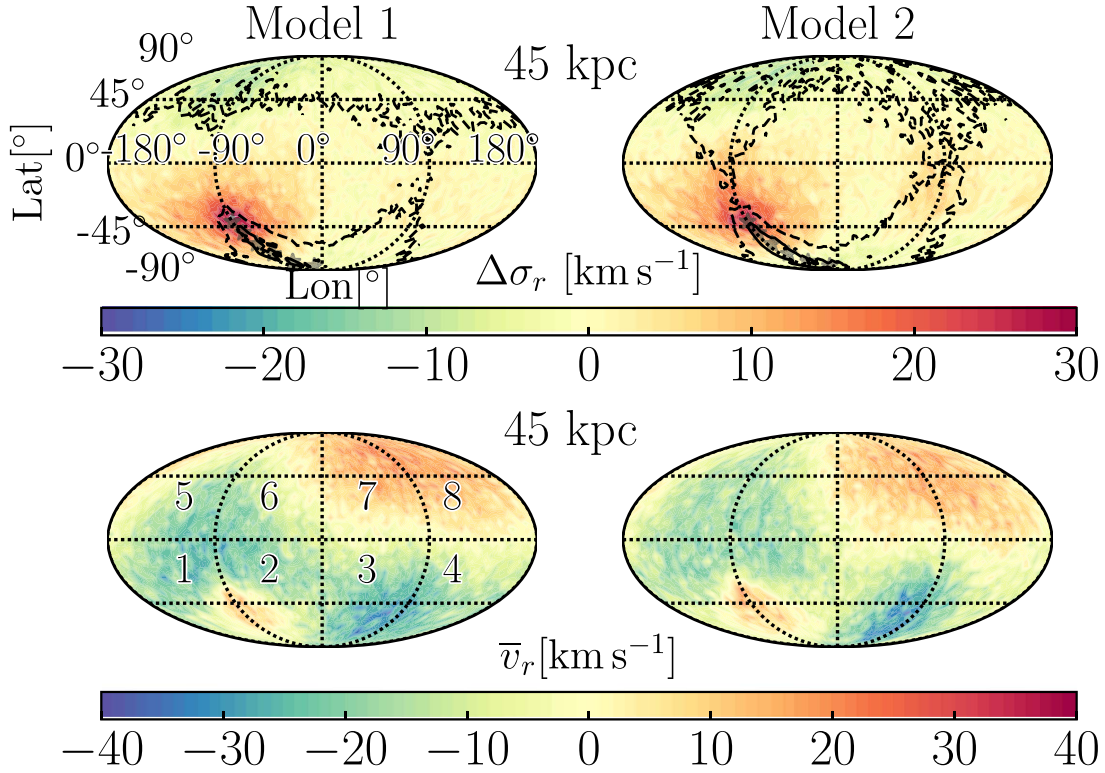 Model 1
Model 2
45 kpc
90°
45°
0°
-45°
-90°
Lat[°]
-180° -90° 0° 90° 180°
Lon[°]
Δσ_r [km s⁻¹]
−30 −20 −10 0 10 20 30
45 kpc
5 6 7 8
1 2 3 4
v̅_r[km s⁻¹]
−40 −30 −20 −10 0 10 20 30 40